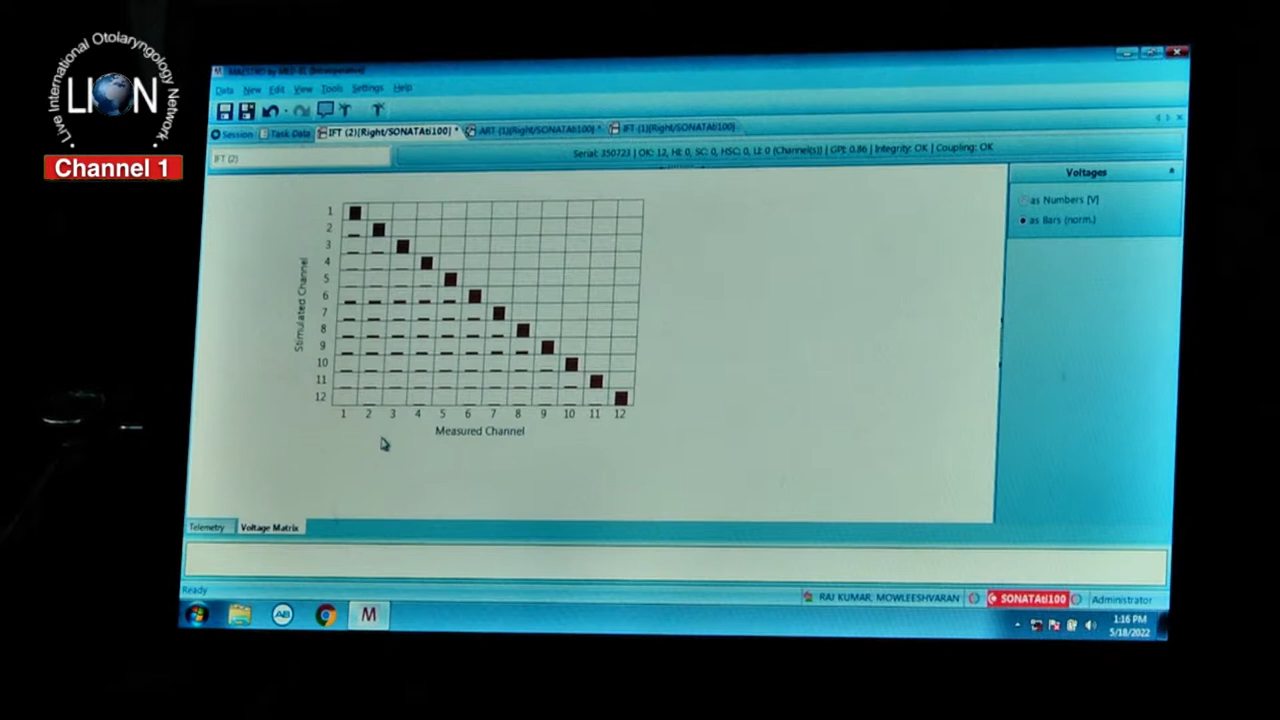 Live International Otolaryngology Network
LION
Channel 1
MAESTRO by MED-EL
Data New Edit View Tools Settings Help
Session Task Data IFT (2)[Right/SONATAti100] * ART (1)[Right/SONATAti100] * IFT (1)[Right/SONATAti100]
IFT (2)
Serial: 350723 | OK: 12, HI: 0, SC: 0, HSC: 0, LI: 0 (Channel(s)) | GPI: 0.86 | Integrity: OK | Coupling: OK
Voltages
as Numbers [V]
as Bars (norm.)
Stimulated Channel
1
2
3
4
5
6
7
8
9
10
11
12
1 2 3 4 5 6 7 8 9 10 11 12
Measured Channel
Telemetry Voltage Matrix
Ready
RAJ KUMAR, MOWLEESHVARAN SONATAti100 Administrator
AB M
1:16 PM
5/18/2022